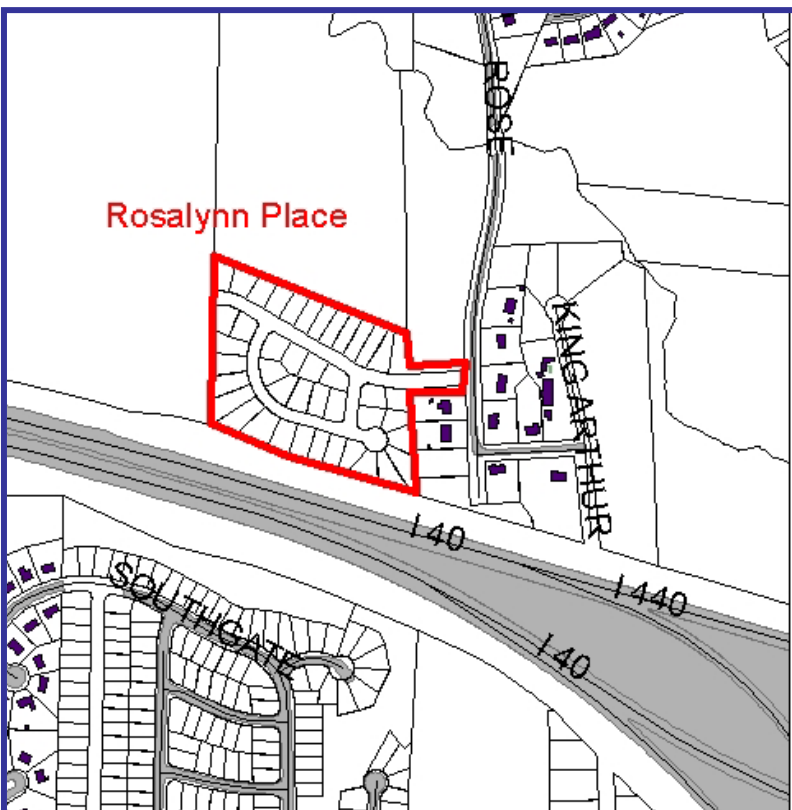 ROSE
Rosalynn Place
KING ARTHUR
I 40
SOUTHGATE
I 440
I 40